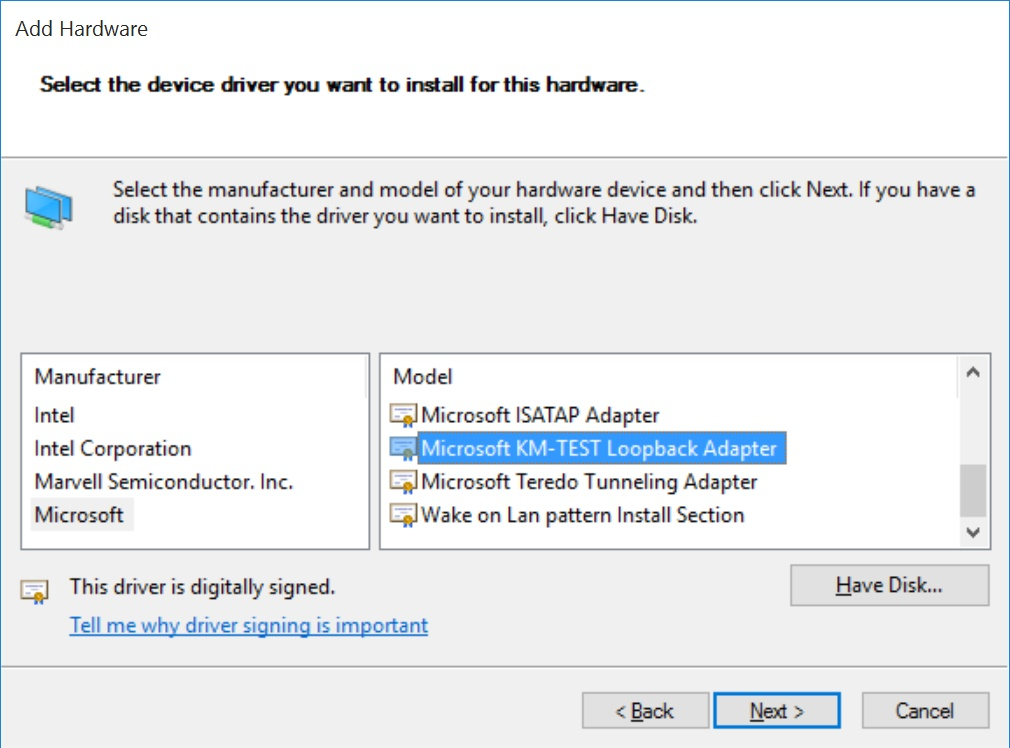 Add Hardware
Select the device driver you want to install for this hardware.
Select the manufacturer and model of your hardware device and then click Next. If you have a
disk that contains the driver you want to install, click Have Disk.
Manufacturer
Intel
Intel Corporation
Marvell Semiconductor. Inc.
Microsoft
Model
Microsoft ISATAP Adapter
Microsoft KM-TEST Loopback Adapter
Microsoft Teredo Tunneling Adapter
Wake on Lan pattern Install Section
This driver is digitally signed.
Have Disk...
Tell me why driver signing is important
< Back
Next >
Cancel